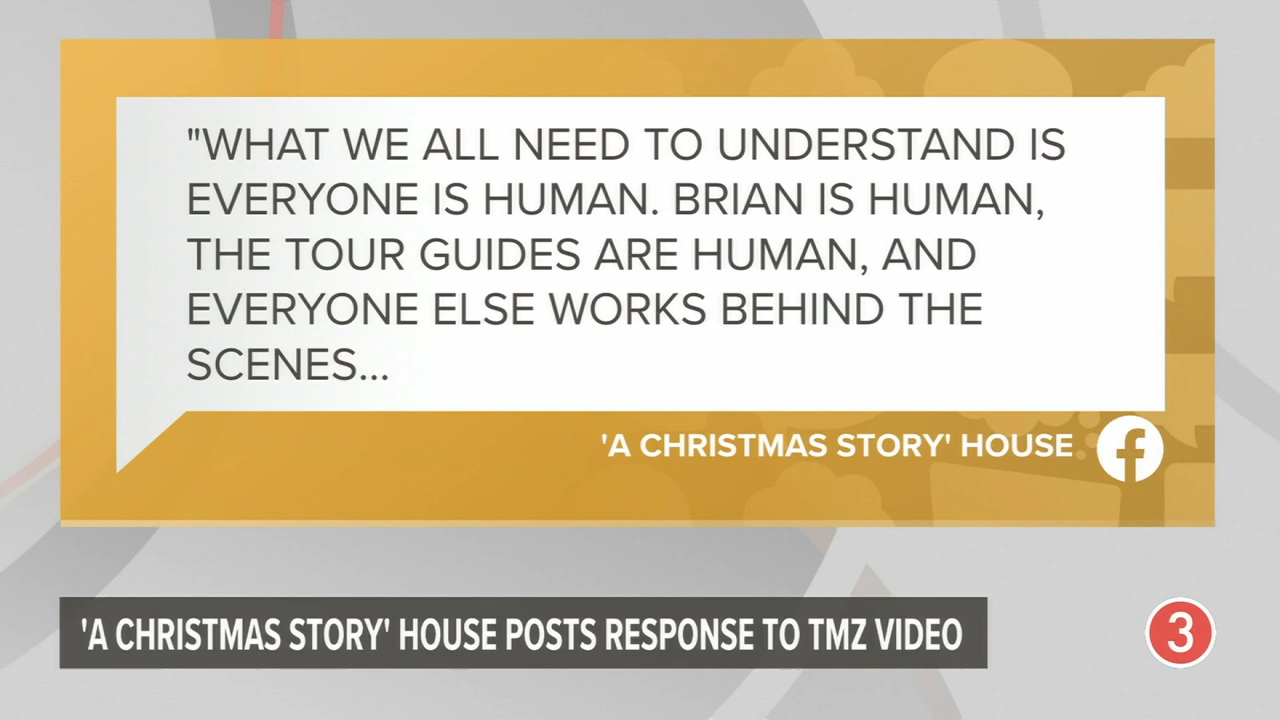 "WHAT WE ALL NEED TO UNDERSTAND IS
EVERYONE IS HUMAN. BRIAN IS HUMAN,
THE TOUR GUIDES ARE HUMAN, AND
EVERYONE ELSE WORKS BEHIND THE
SCENES...
'A CHRISTMAS STORY' HOUSE
'A CHRISTMAS STORY' HOUSE POSTS RESPONSE TO TMZ VIDEO
3